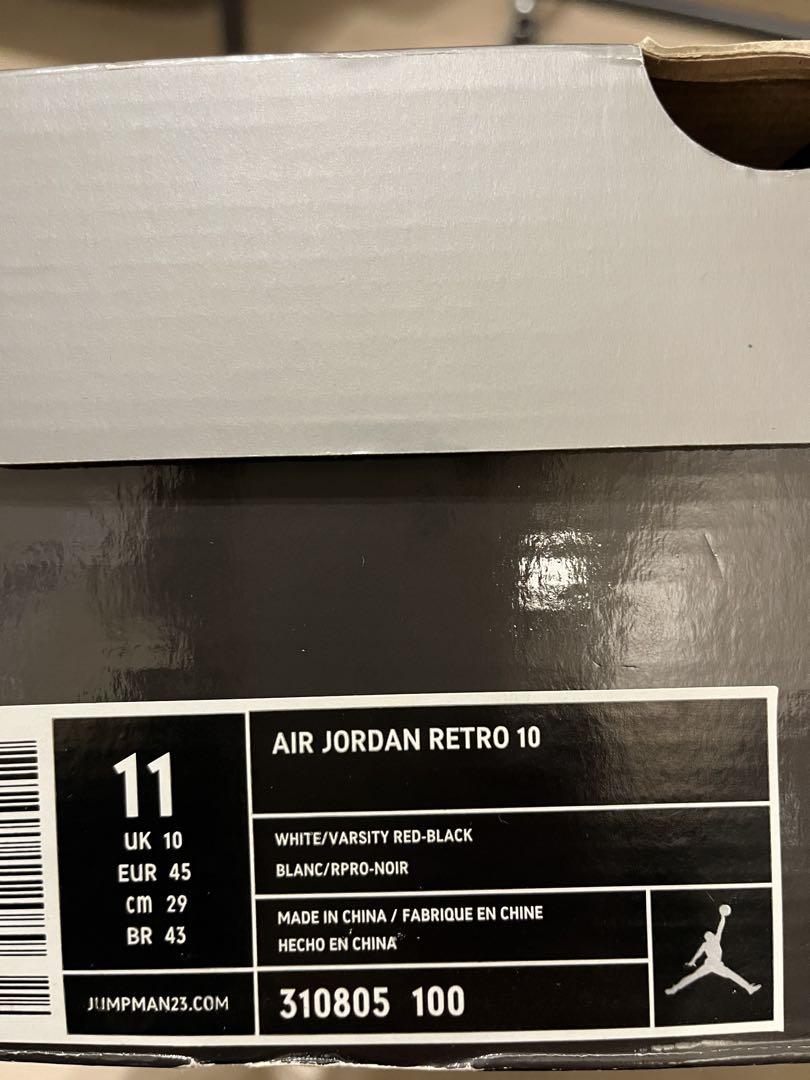 11
UK 10
EUR 45
CM 29
BR 43
JUMPMAN23.COM
AIR JORDAN RETRO 10
WHITE/VARSITY RED-BLACK
BLANC/RPRO-NOIR
MADE IN CHINA / FABRIQUE EN CHINE
HECHO EN CHINA
310805 100